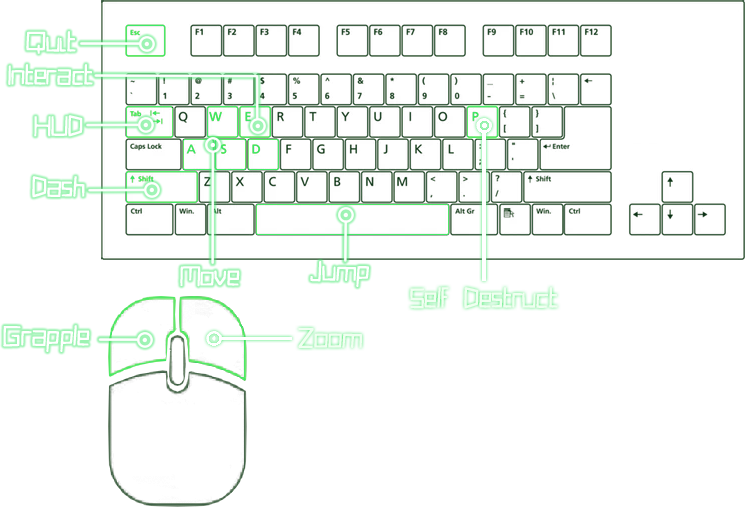 Quit
Esc F1 F2 F3 F4 F5 F6 F7 F8 F9 F10 F11 F12
Interact
~ ! @ # $ % ^ & * ( ) _ + ¦ ←
` 1 2 3 4 5 6 7 8 9 0 - = \
HUD
Tab Q W E R T Y U I O P { }
[ ]
Caps Lock A S D F G H J K L : " ↵ Enter
; '
Dash
↑ Shift Z X C V B N M < > ? ↑ Shift ↑
, . /
Ctrl Win. Alt Alt Gr Win. Ctrl ← ↓ →
Move
Jump
Self Destruct
Grapple
Zoom